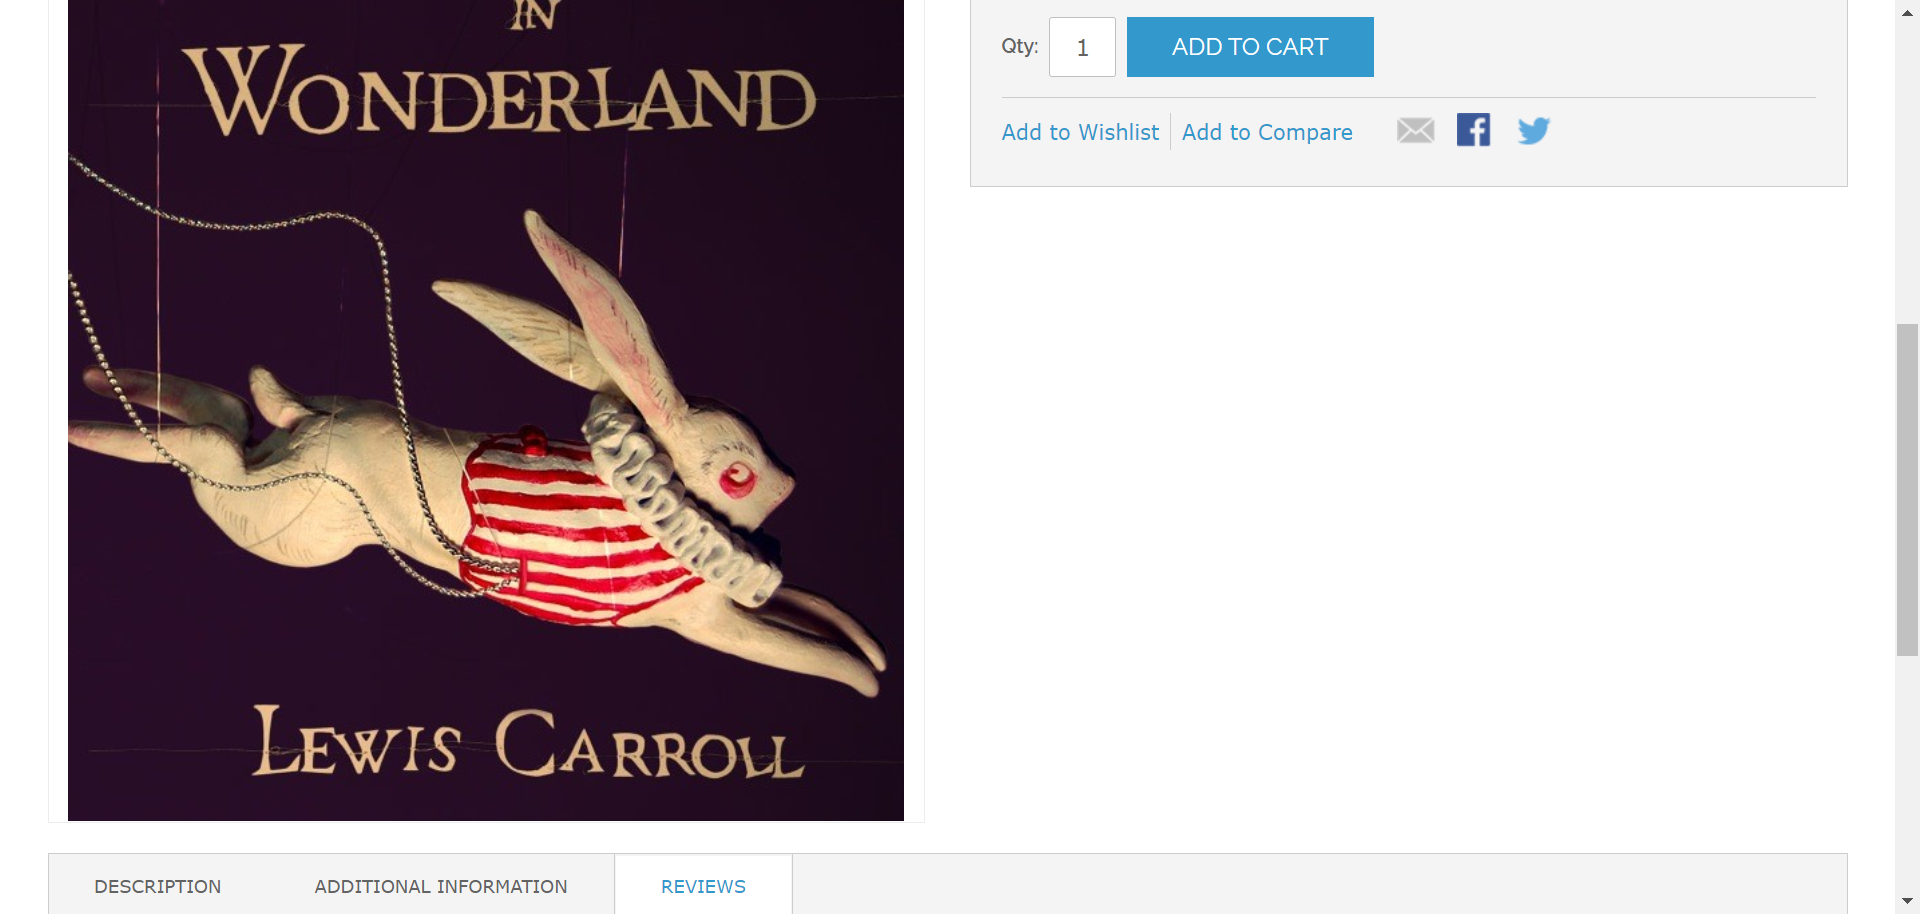 IN
WONDERLAND
LEWIS CARROLL
Qty: 1 ADD TO CART
Add to Wishlist Add to Compare
DESCRIPTION ADDITIONAL INFORMATION REVIEWS